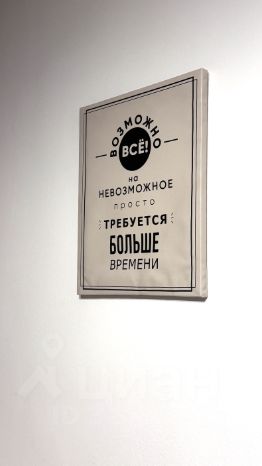 ВОЗМОЖНО
ВСЁ!
на
НЕВОЗМОЖНОЕ
просто
ТРЕБУЕТСЯ
БОЛЬШЕ
ВРЕМЕНИ
циан